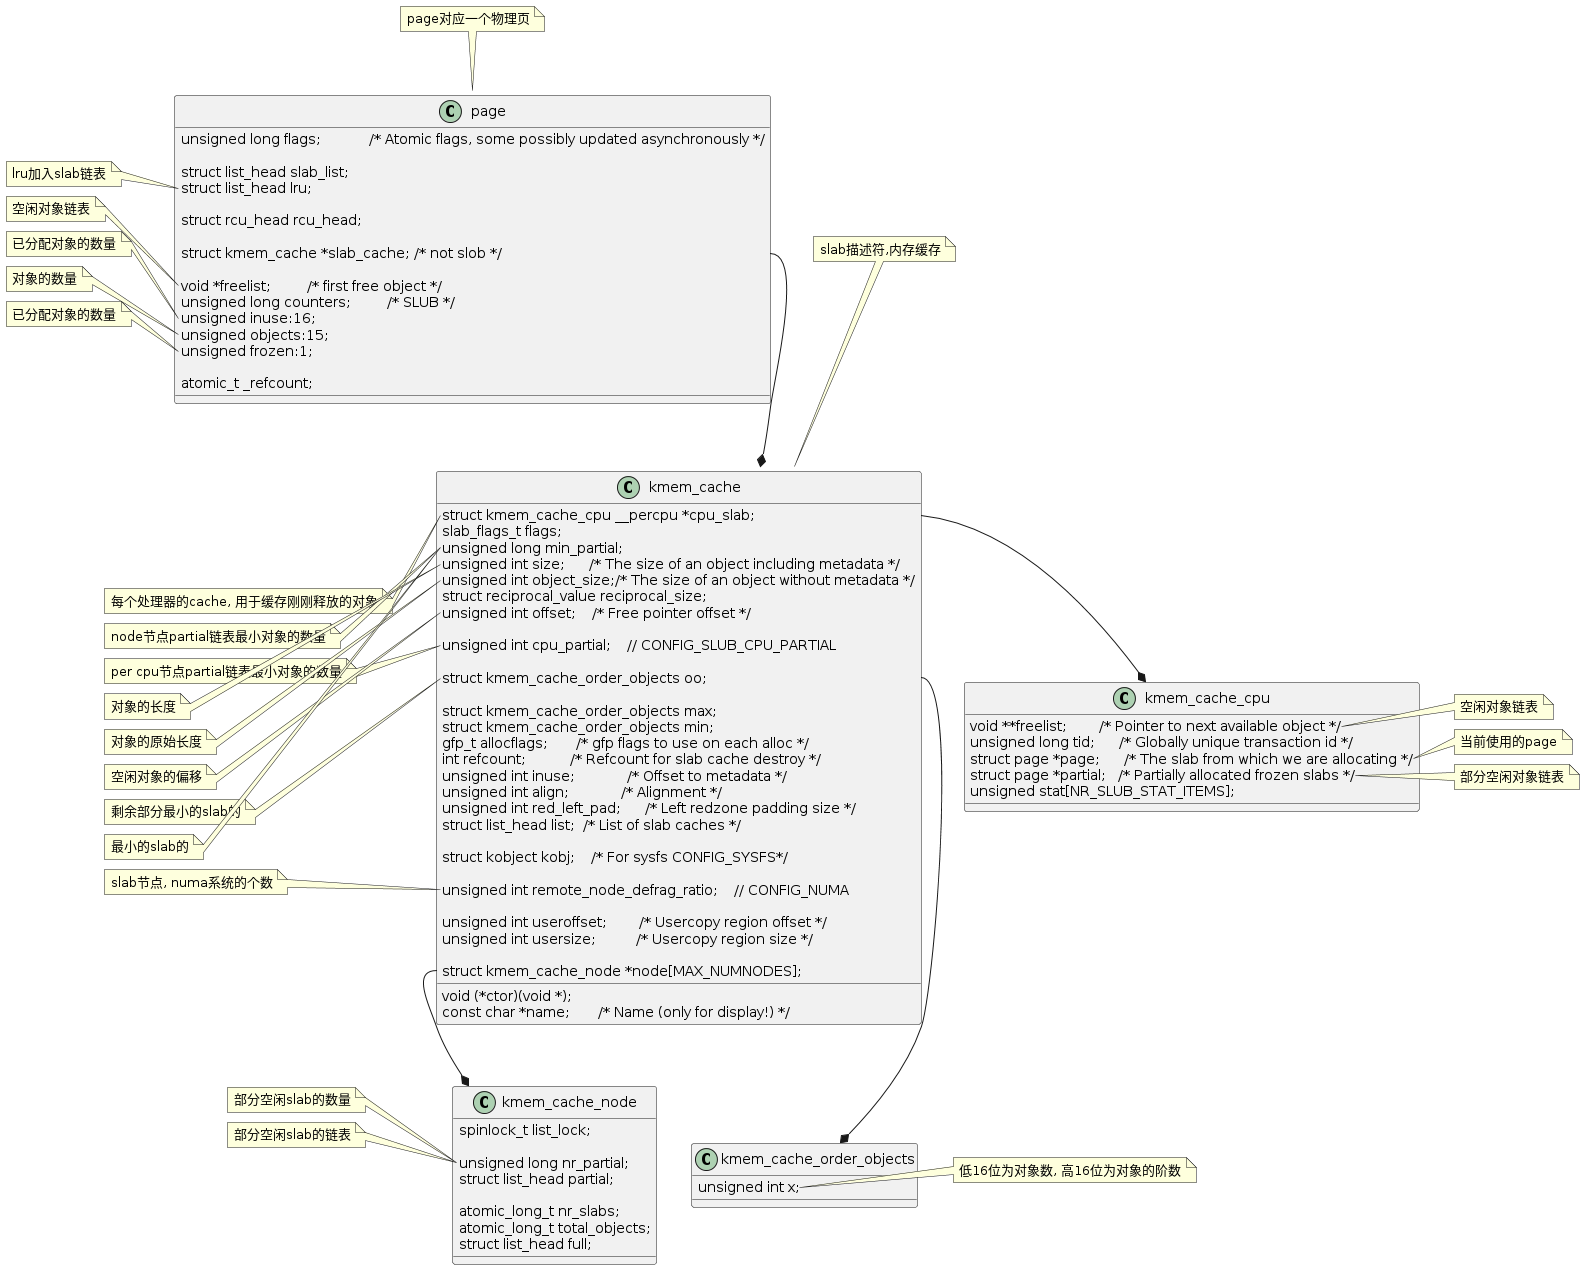 page对应一个物理页
page
unsigned long flags; /* Atomic flags, some possibly updated asynchronously */
struct list_head slab_list;
struct list_head lru;
struct rcu_head rcu_head;
struct kmem_cache *slab_cache; /* not slob */
void *freelist; /* first free object */
unsigned long counters; /* SLUB */
unsigned inuse:16;
unsigned objects:15;
unsigned frozen:1;
atomic_t _refcount;
lru加入slab链表
空闲对象链表
已分配对象的数量
对象的数量
已分配对象的数量
slab描述符,内存缓存
kmem_cache
struct kmem_cache_cpu __percpu *cpu_slab;
slab_flags_t flags;
unsigned long min_partial;
unsigned int size; /* The size of an object including metadata */
unsigned int object_size;/* The size of an object without metadata */
struct reciprocal_value reciprocal_size;
unsigned int offset; /* Free pointer offset */
unsigned int cpu_partial; // CONFIG_SLUB_CPU_PARTIAL
struct kmem_cache_order_objects oo;
struct kmem_cache_order_objects max;
struct kmem_cache_order_objects min;
gfp_t allocflags; /* gfp flags to use on each alloc */
int refcount; /* Refcount for slab cache destroy */
unsigned int inuse; /* Offset to metadata */
unsigned int align; /* Alignment */
unsigned int red_left_pad; /* Left redzone padding size */
struct list_head list; /* List of slab caches */
struct kobject kobj; /* For sysfs CONFIG_SYSFS*/
unsigned int remote_node_defrag_ratio; // CONFIG_NUMA
unsigned int useroffset; /* Usercopy region offset */
unsigned int usersize; /* Usercopy region size */
struct kmem_cache_node *node[MAX_NUMNODES];
void (*ctor)(void *);
const char *name; /* Name (only for display!) */
每个处理器的cache, 用于缓存刚刚释放的对象
node节点partial链表最小对象的数量
per cpu节点partial链表最小对象的数量
对象的长度
对象的原始长度
空闲对象的偏移
剩余部分最小的slab的
最小的slab的
slab节点, numa系统的个数
kmem_cache_cpu
void **freelist; /* Pointer to next available object */
unsigned long tid; /* Globally unique transaction id */
struct page *page; /* The slab from which we are allocating */
struct page *partial; /* Partially allocated frozen slabs */
unsigned stat[NR_SLUB_STAT_ITEMS];
空闲对象链表
当前使用的page
部分空闲对象链表
部分空闲slab的数量
部分空闲slab的链表
kmem_cache_node
spinlock_t list_lock;
unsigned long nr_partial;
struct list_head partial;
atomic_long_t nr_slabs;
atomic_long_t total_objects;
struct list_head full;
kmem_cache_order_objects
unsigned int x;
低16位为对象数, 高16位为对象的阶数